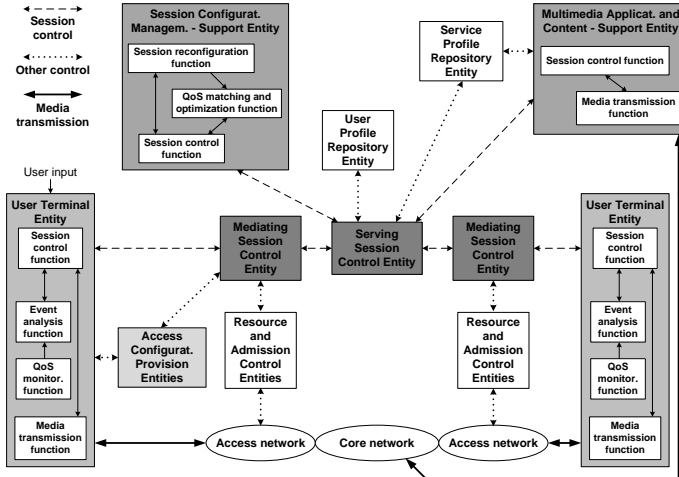 Session
control
Other control
Media
transmission
Session Configurat.
Managem. - Support Entity
Session reconfiguration
function
QoS matching and
optimization function
Session control
function
Service
Profile
Repository
Entity
Multimedia Applicat. and
Content - Support Entity
Session control function
Media transmission
function
User
Profile
Repository
Entity
User input
User Terminal
Entity
Session
control
function
Event
analysis
function
QoS
monitor.
function
Media
transmission
function
Mediating
Session
Control
Entity
Serving
Session
Control Entity
Mediating
Session
Control
Entity
User Terminal
Entity
Session
control
function
Event
analysis
function
QoS
monitor.
function
Media
transmission
function
Access
Configurat.
Provision
Entities
Resource
and
Admission
Control
Entities
Resource
and
Admission
Control
Entities
Access network
Core network
Access network